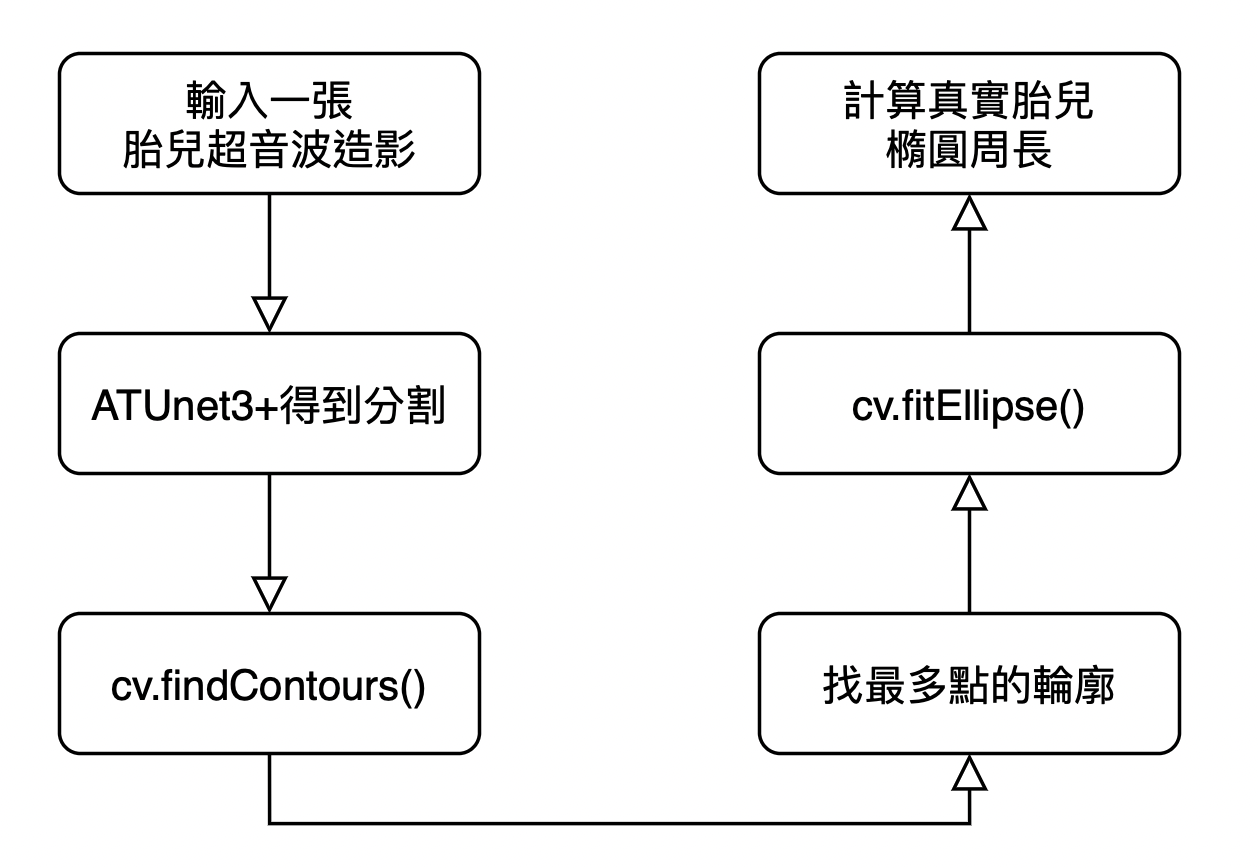 輸入一張
胎兒超音波造影
ATUnet3+得到分割
cv.findContours()
找最多點的輪廓
cv.fitEllipse()
計算真實胎兒
橢圓周長